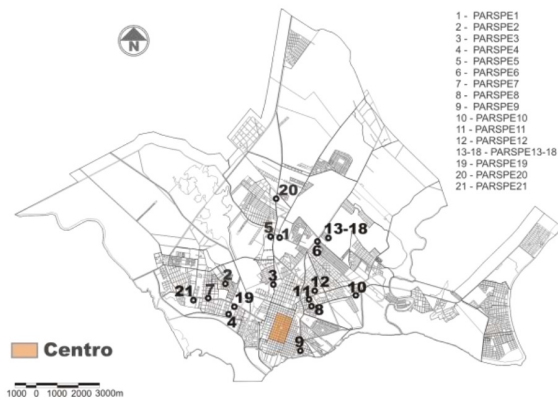 N
1 - PARSPE1
2 - PARSPE2
3 - PARSPE3
4 - PARSPE4
5 - PARSPE5
6 - PARSPE6
7 - PARSPE7
8 - PARSPE8
9 - PARSPE9
10 - PARSPE10
11 - PARSPE11
12 - PARSPE12
13-18 - PARSPE13-18
19 - PARSPE19
20 - PARSPE20
21 - PARSPE21
20
5 1 13-18
6
2 3 12
21 7 11 10
19 8
4
9
Centro
1000 0 1000 2000 3000m